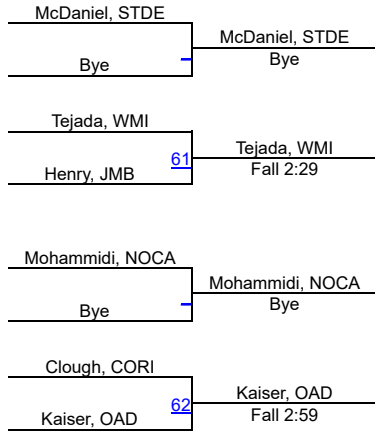 McDaniel, STDE
McDaniel, STDE
Bye
Bye
Tejada, WMI
61
Tejada, WMI
Fall 2:29
Henry, JMB
Mohammidi, NOCA
Mohammidi, NOCA
Bye
Bye
Clough, CORI
62
Kaiser, OAD
Fall 2:59
Kaiser, OAD